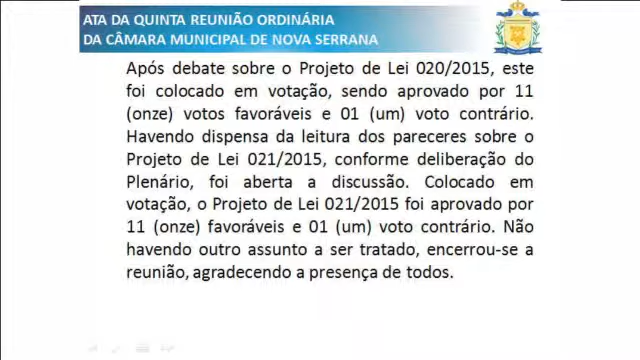 ATA DA QUINTA REUNIÃO ORDINÁRIA
DA CÂMARA MUNICIPAL DE NOVA SERRANA
Após debate sobre o Projeto de Lei 020/2015, este
foi colocado em votação, sendo aprovado por 11
(onze) votos favoráveis e 01 (um) voto contrário.
Havendo dispensa da leitura dos pareceres sobre o
Projeto de Lei 021/2015, conforme deliberação do
Plenário, foi aberta a discussão. Colocado em
votação, o Projeto de Lei 021/2015 foi aprovado por
11 (onze) favoráveis e 01 (um) voto contrário. Não
havendo outro assunto a ser tratado, encerrou-se a
reunião, agradecendo a presença de todos.